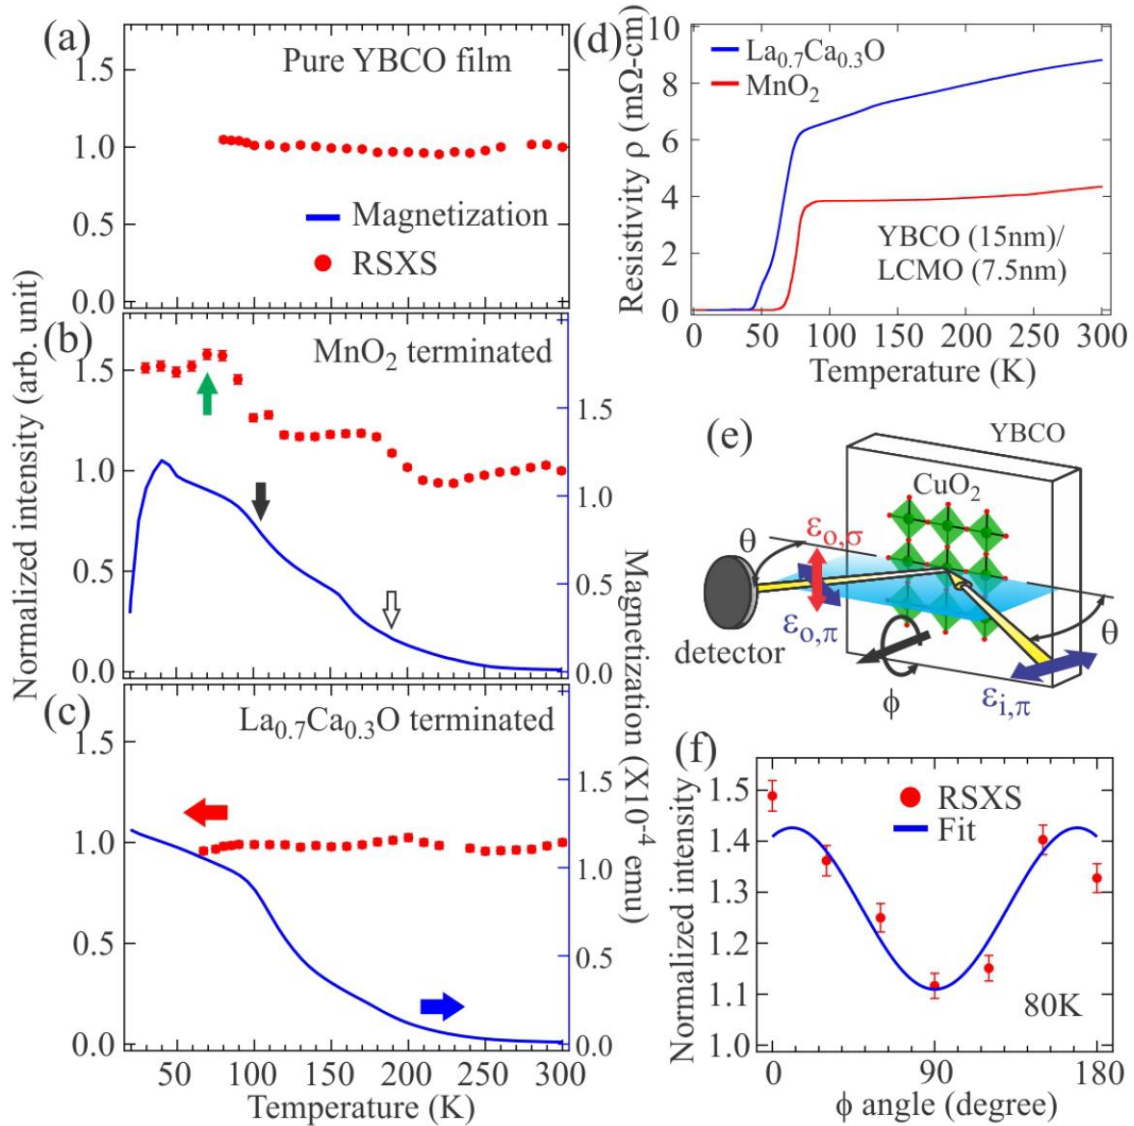 (a)
Pure YBCO film
1.5
1.0
0.5
0.0
Magnetization
RSXS
Normalized intensity (arb. unit)
(b)
MnO₂ terminated
1.5
1.0
0.5
0.0
1.5
1.0
0.5
0.0
Magnetization (X10⁻⁴ emu)
(c)
La₀.₇Ca₀.₃O terminated
1.5
1.0
0.5
0.0
1.5
1.0
0.5
0.0
50 100 150 200 250 300
Temperature (K)
(d)
La₀.₇Ca₀.₃O
MnO₂
10
8
6
4
2
0
Resistivity ρ (mΩ-cm)
YBCO (15nm)/
LCMO (7.5nm)
0 50 100 150 200 250 300
Temperature (K)
(e)
YBCO
CuO₂
θ
ε₀,σ
ε₀,π
θ
detector
ϕ
εi,π
(f)
1.5
1.4
1.3
1.2
1.1
1.0
Normalized intensity
RSXS
Fit
80K
0 90 180
ϕ angle (degree)